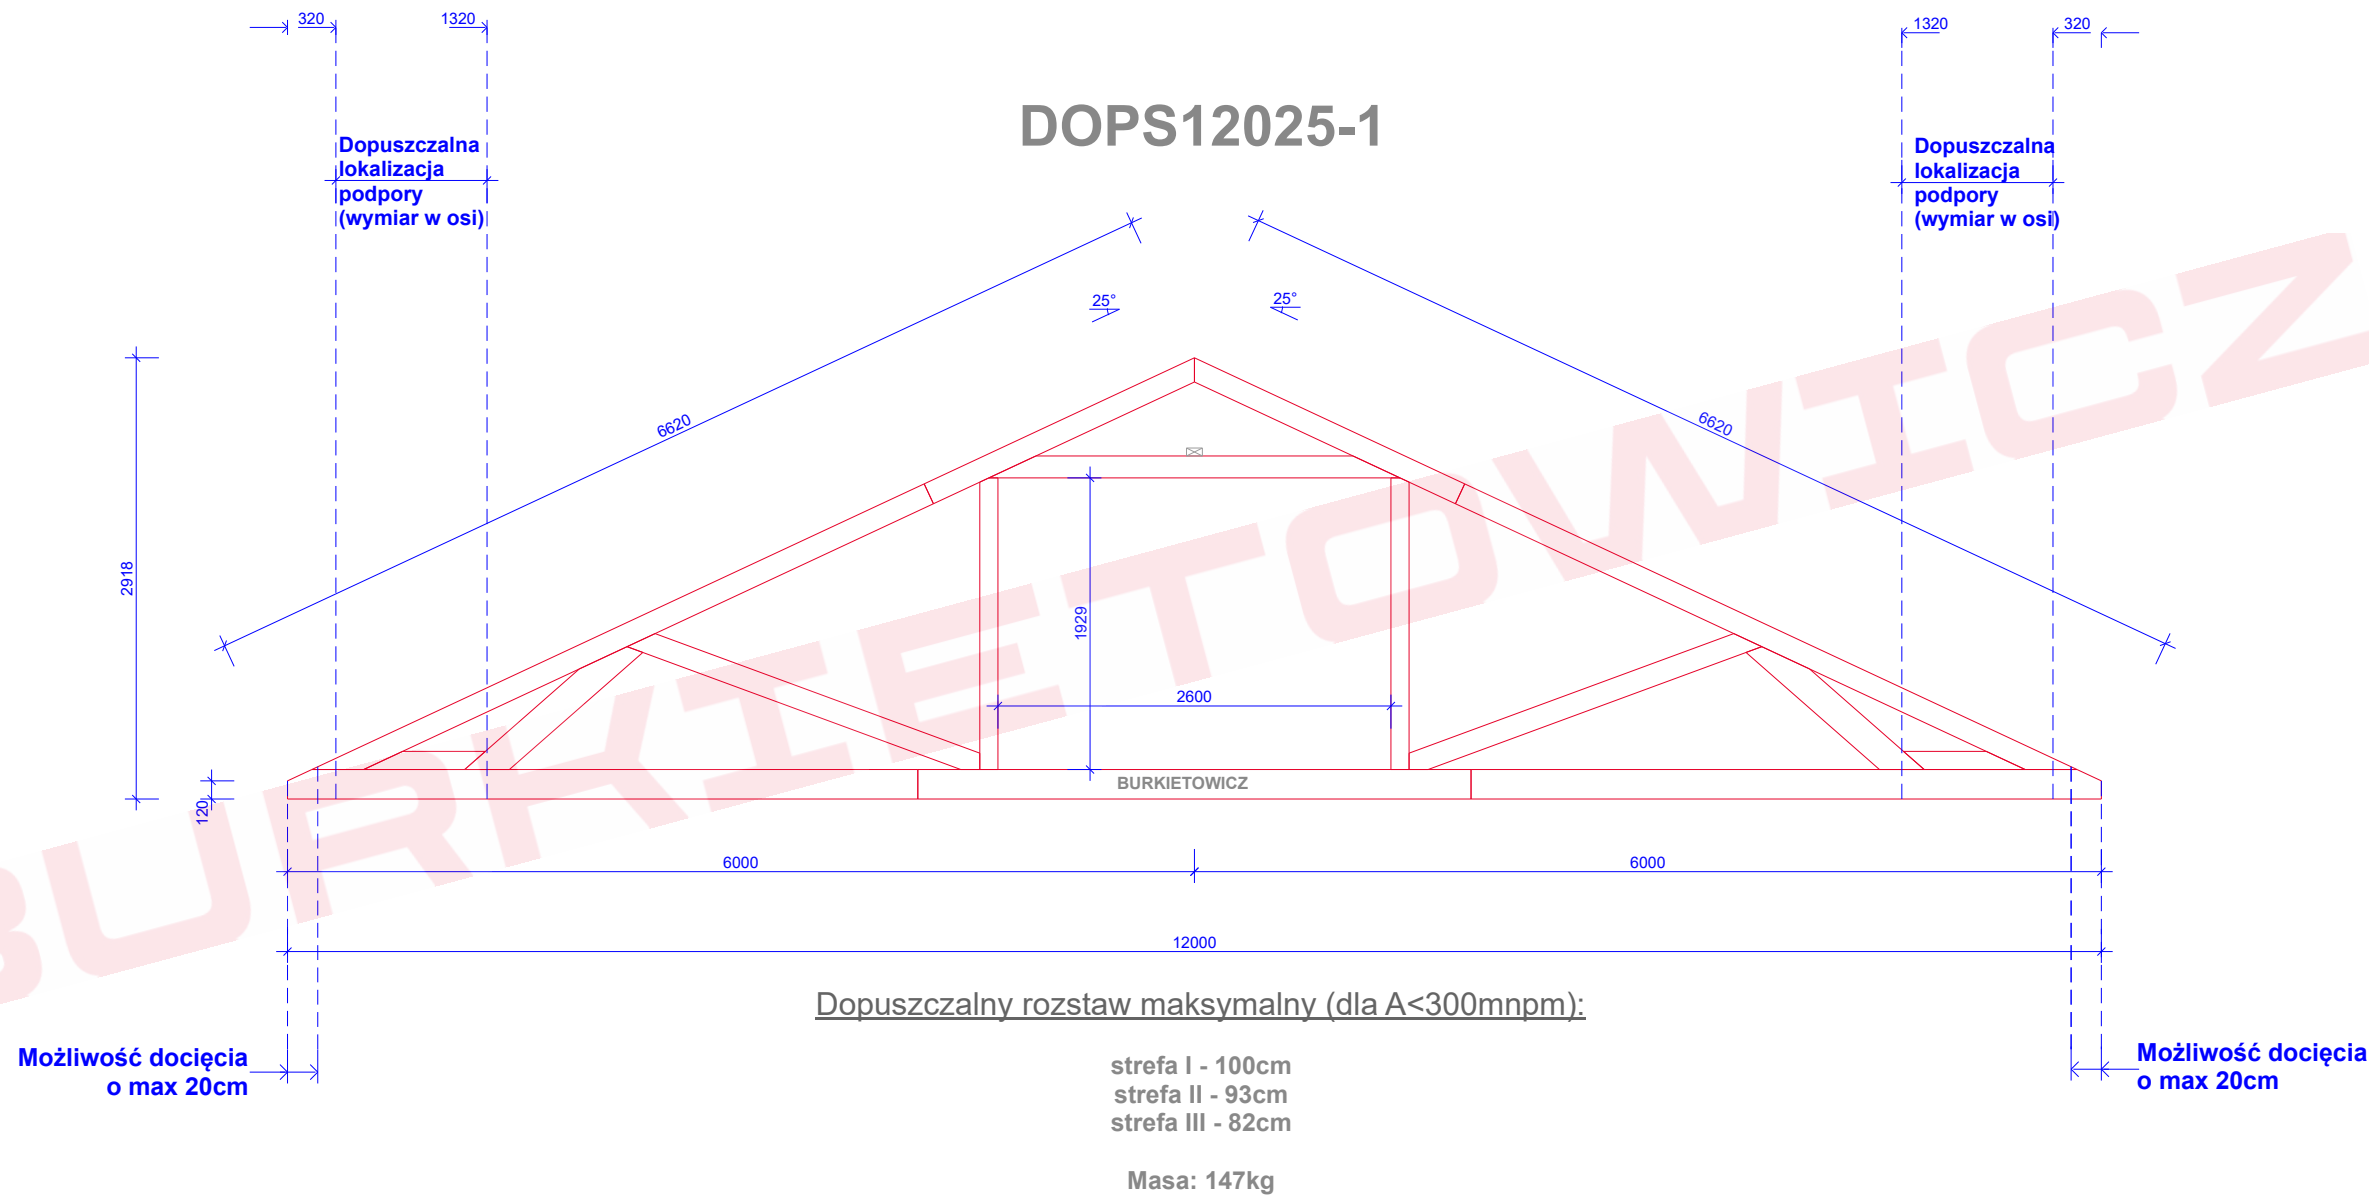 320
1320
1320
320
DOPS12025-1
Dopuszczalna
lokalizacja
podpory
(wymiar w osi)
Dopuszczalna
lokalizacja
podpory
(wymiar w osi)
25°
25°
6620
6620
2918
1929
2600
BURKIETOWICZ
120
6000
6000
12000
BURKIETOWICZ
Dopuszczalny rozstaw maksymalny (dla A<300mnpm):
Możliwość docięcia
o max 20cm
Możliwość docięcia
o max 20cm
strefa I - 100cm
strefa II - 93cm
strefa III - 82cm
Masa: 147kg